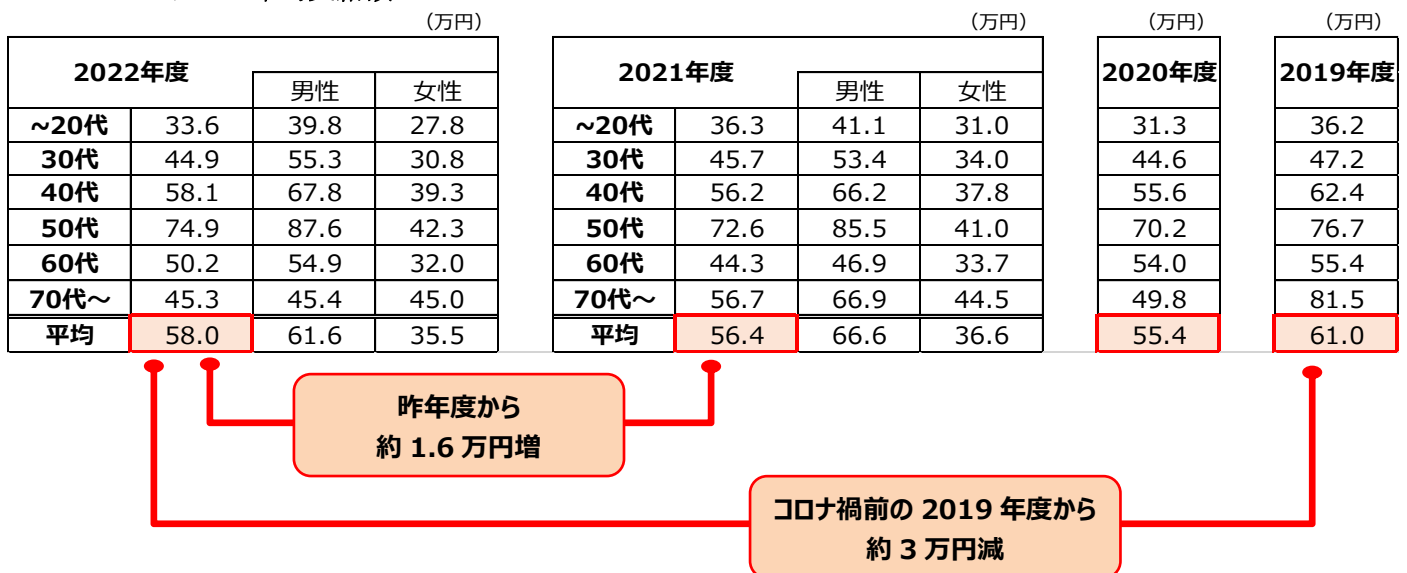 （万円） （万円） （万円） （万円）
2022年度 2021年度 2020年度 2019年度
男性 女性 男性 女性
~20代 33.6 39.8 27.8 ~20代 36.3 41.1 31.0 31.3 36.2
30代 44.9 55.3 30.8 30代 45.7 53.4 34.0 44.6 47.2
40代 58.1 67.8 39.3 40代 56.2 66.2 37.8 55.6 62.4
50代 74.9 87.6 42.3 50代 72.6 85.5 41.0 70.2 76.7
60代 50.2 54.9 32.0 60代 44.3 46.9 33.7 54.0 55.4
70代～ 45.3 45.4 45.0 70代～ 56.7 66.9 44.5 49.8 81.5
平均 58.0 61.6 35.5 平均 56.4 66.6 36.6 55.4 61.0
昨年度から
約 1.6 万円増
コロナ禍前の 2019 年度から
約 3 万円減